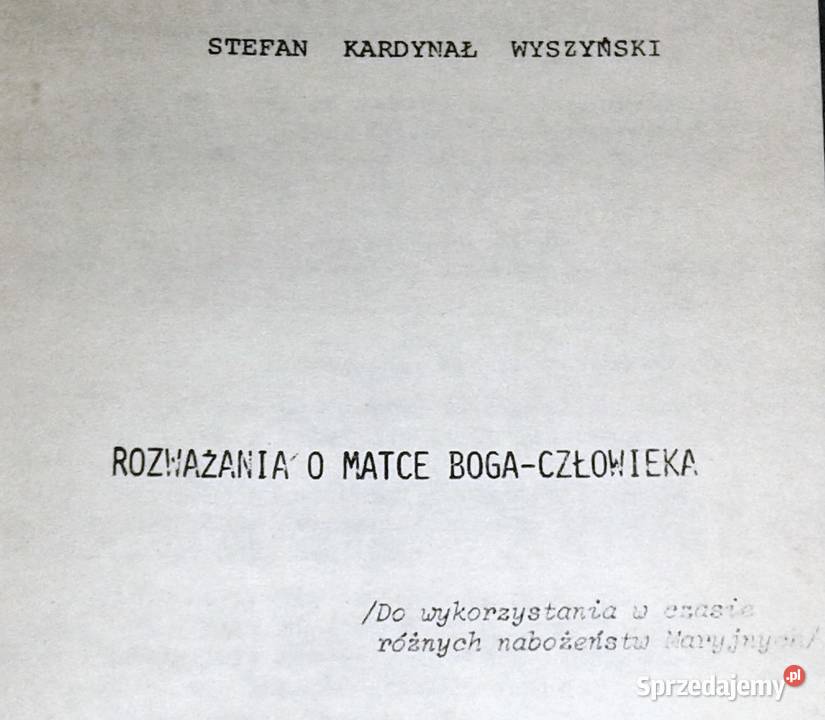 STEFAN KARDYNAŁ WYSZYŃSKI
ROZWAŻANIA O MATCE BOGA-CZŁOWIEKA
/Do wykorzystania w czasie
różnych nabożeństw Maryjnych/
Sprzedajemy.pl